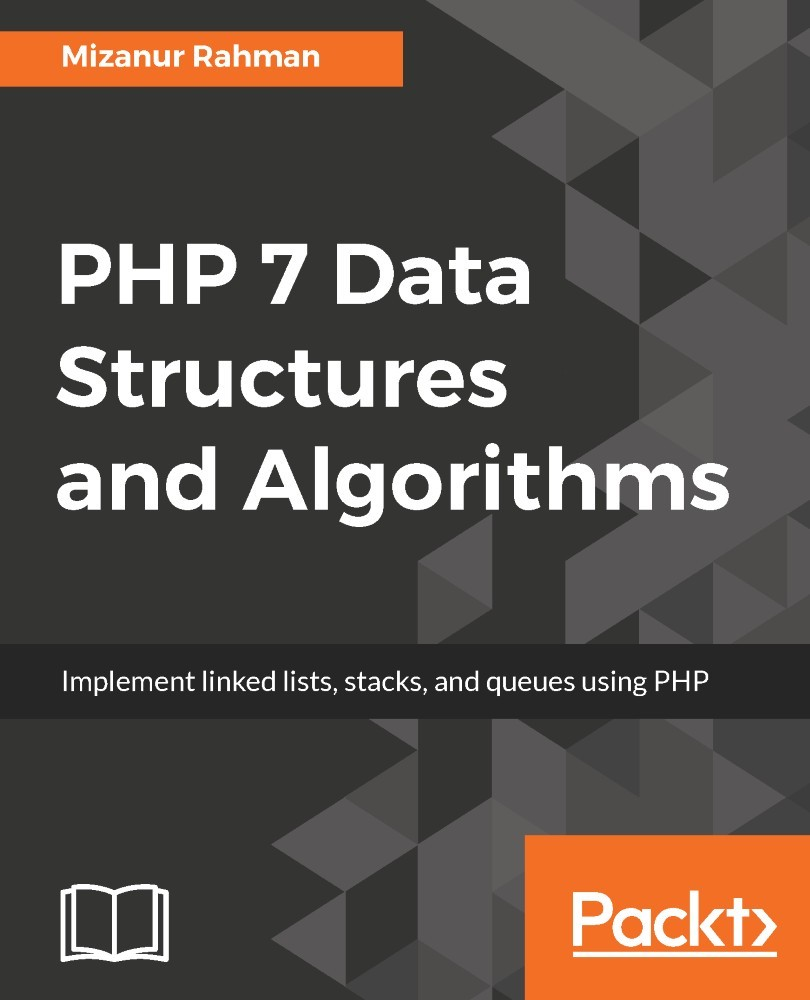 Mizanur Rahman
PHP 7 Data
Structures
and Algorithms
Implement linked lists, stacks, and queues using PHP
Packt>